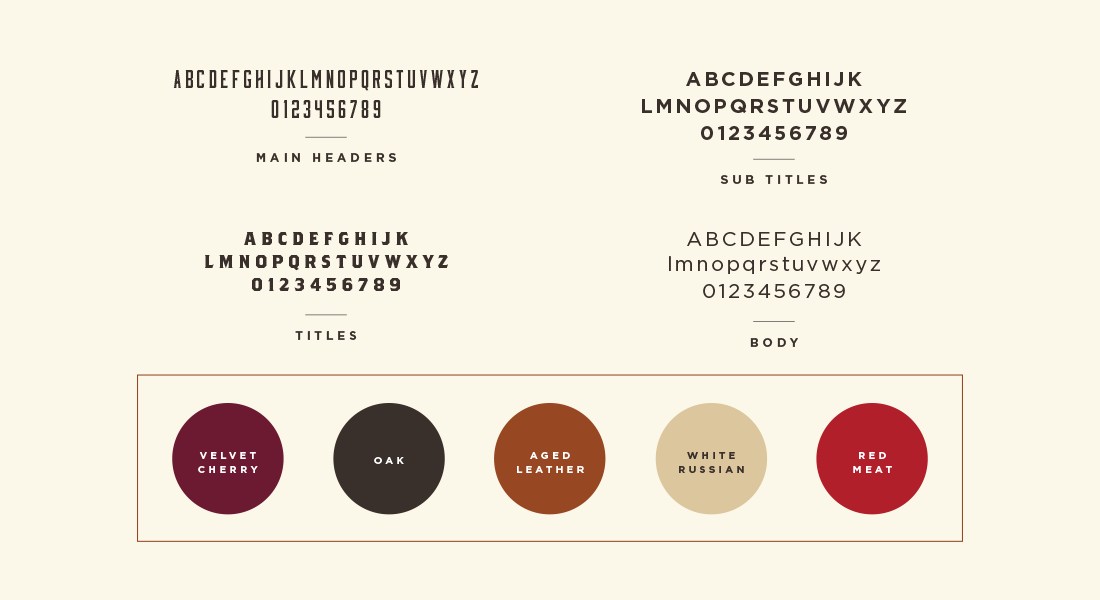 ABCDEFGHIJKLMNOPQRSTUVWXYZ
0123456789
MAIN HEADERS
ABCDEFGHIJK
LMNOPQRSTUVWXYZ
0123456789
SUB TITLES
ABCDEFGHIJK
LMNOPQRSTUVWXYZ
0123456789
TITLES
ABCDEFGHIJK
lmnopqrstuvwxyz
0123456789
BODY
VELVET
CHERRY
OAK
AGED
LEATHER
WHITE
RUSSIAN
RED
MEAT